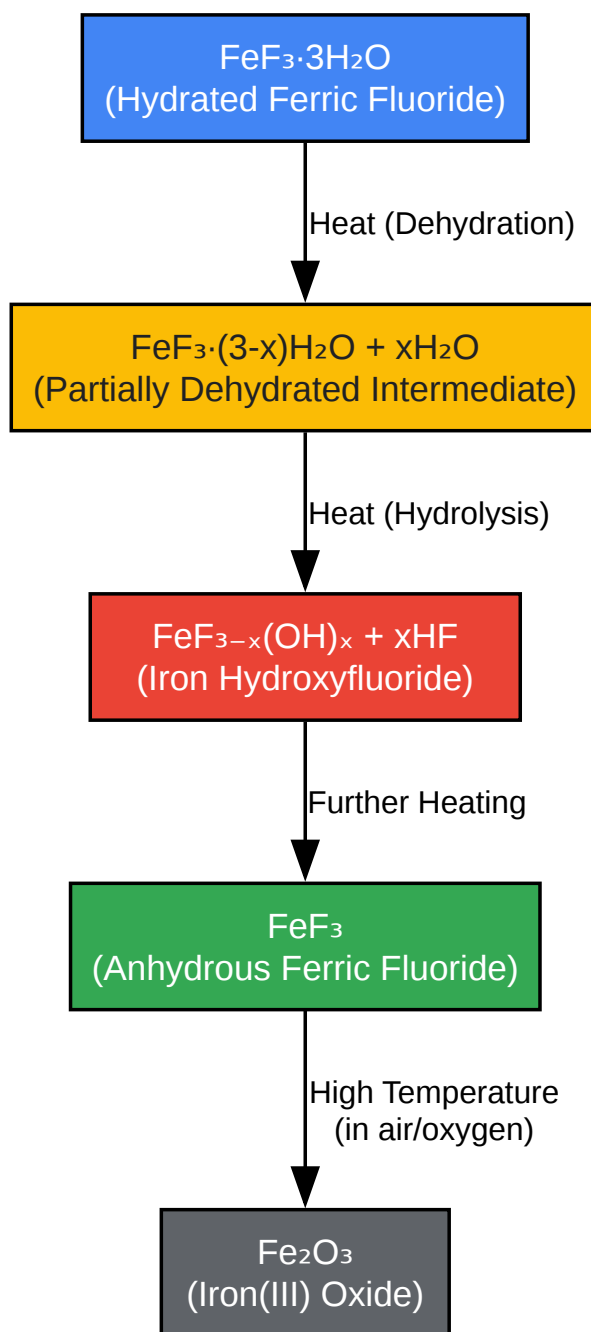 FeF₃·3H₂O
(Hydrated Ferric Fluoride)
Heat (Dehydration)
FeF₃·(3-x)H₂O + xH₂O
(Partially Dehydrated Intermediate)
Heat (Hydrolysis)
FeF₃₋ₓ(OH)ₓ + xHF
(Iron Hydroxyfluoride)
Further Heating
FeF₃
(Anhydrous Ferric Fluoride)
High Temperature
(in air/oxygen)
Fe₂O₃
(Iron(III) Oxide)